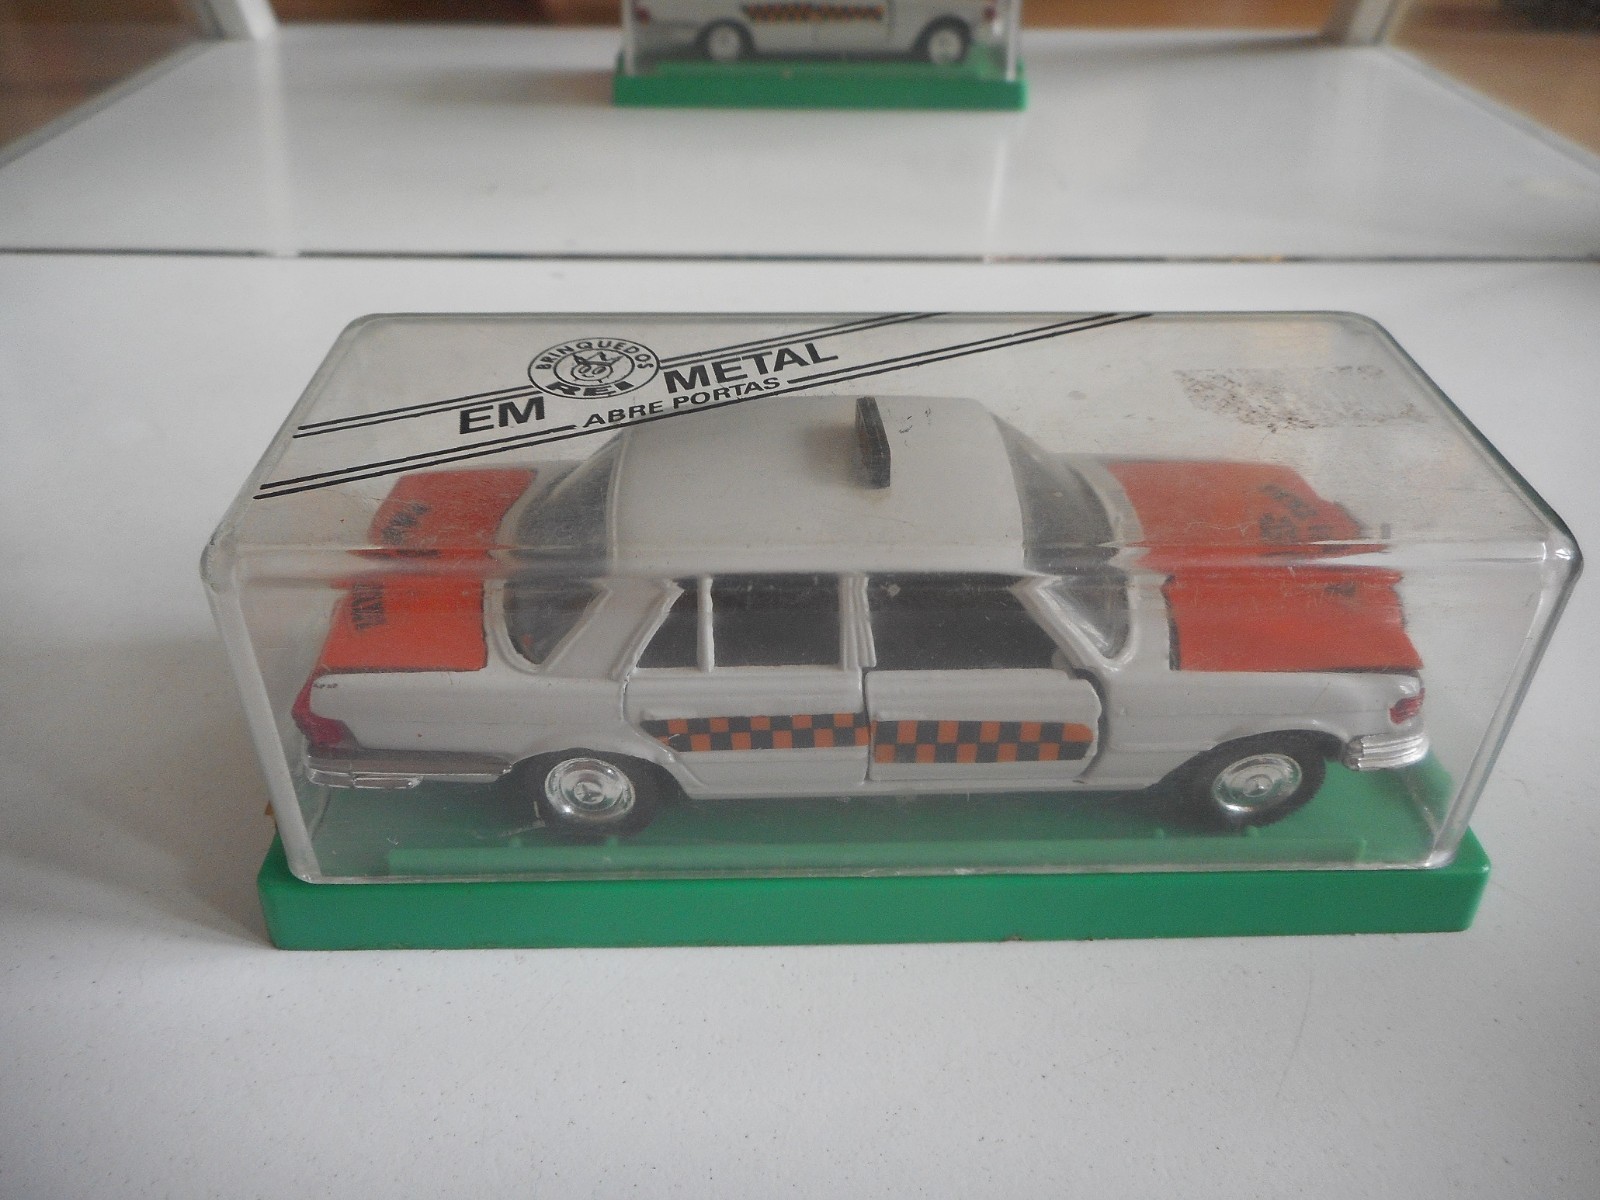 BRINQUEDOS
REI
EM METAL
ABRE PORTAS